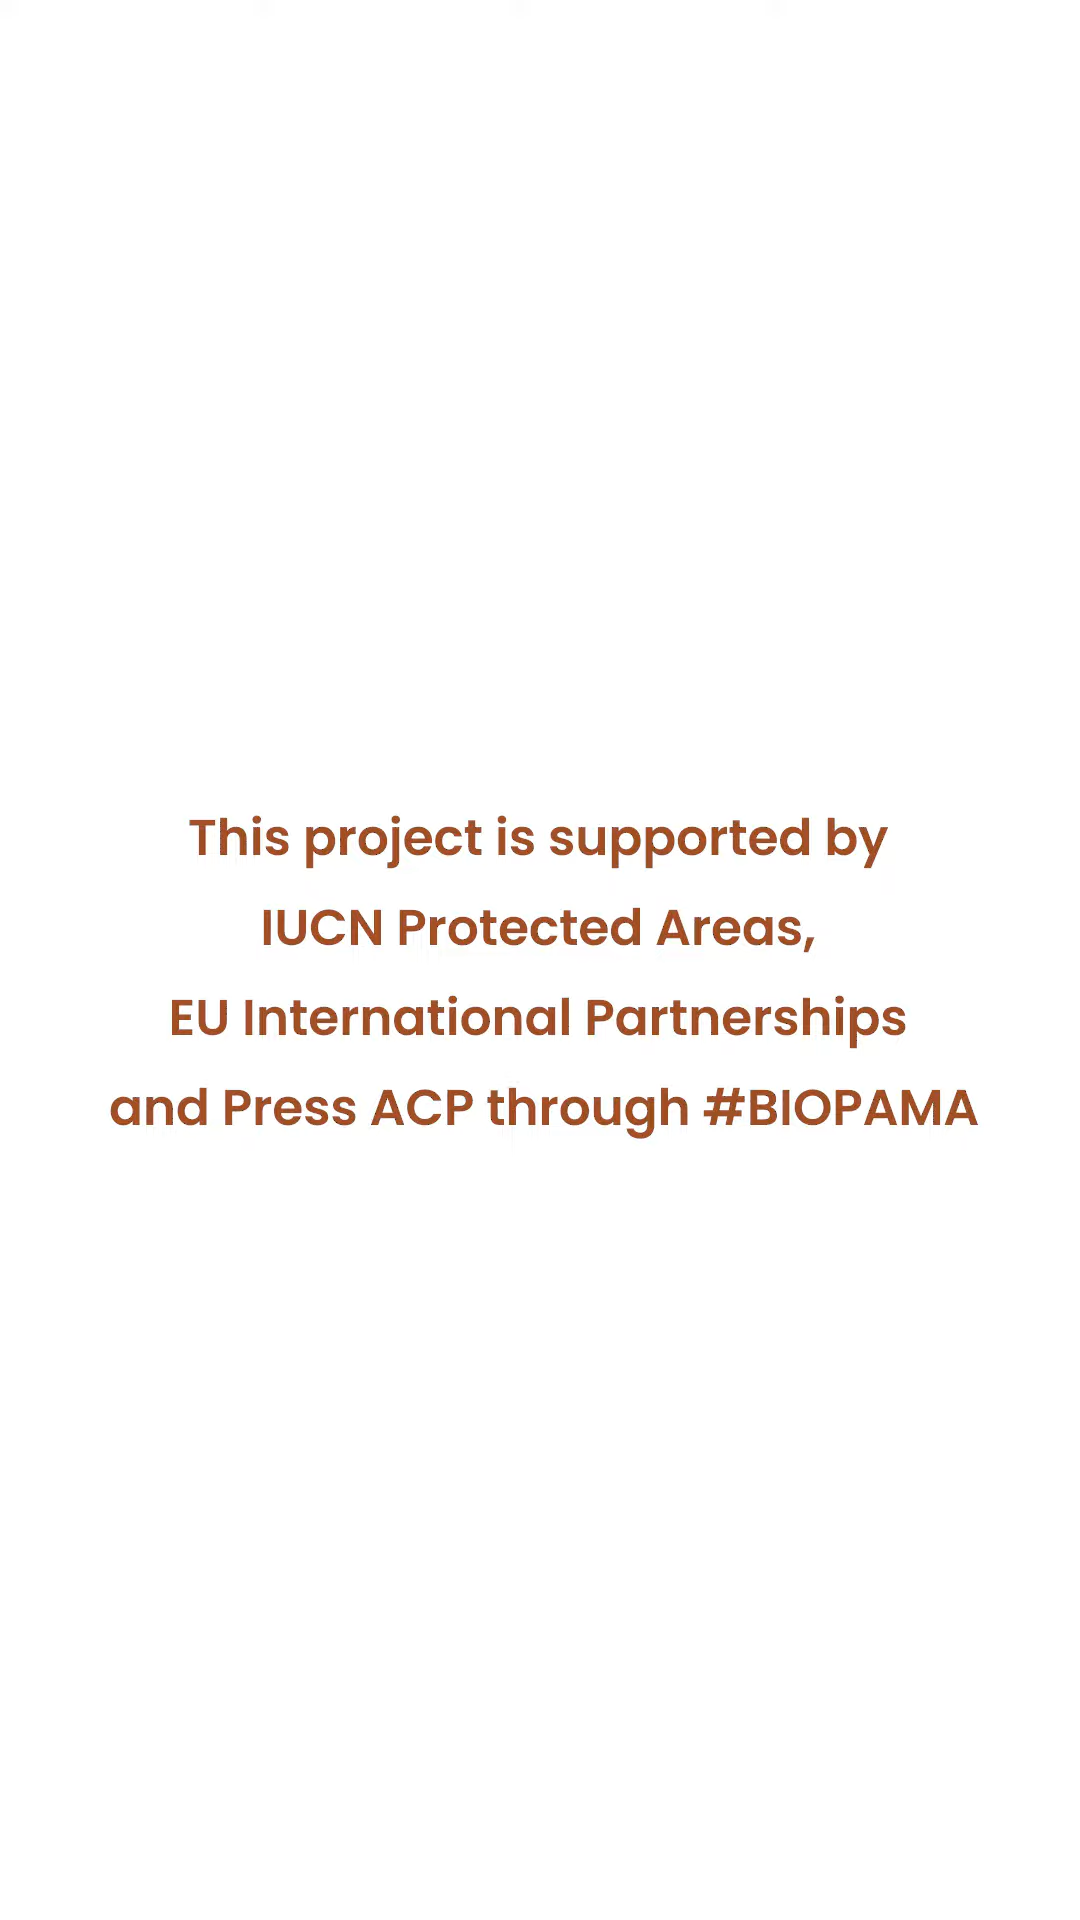 This project is supported by
IUCN Protected Areas,
EU International Partnerships
and Press ACP through #BIOPAMA